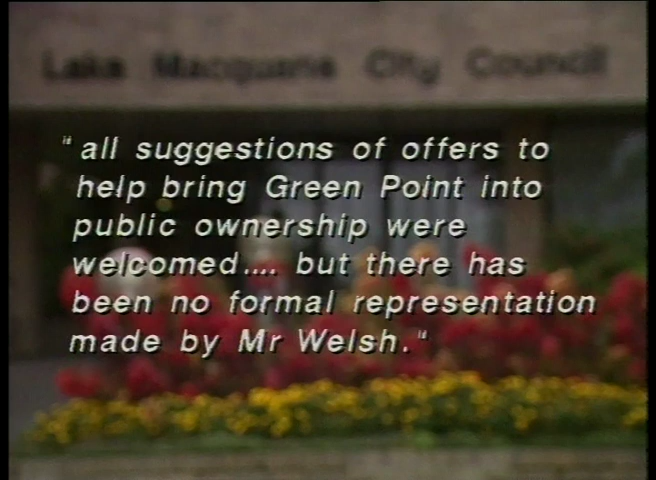 Lake Macquarie City Council
"all suggestions of offers to
help bring Green Point into
public ownership were
welcomed.... but there has
been no formal representation
made by Mr Welsh."